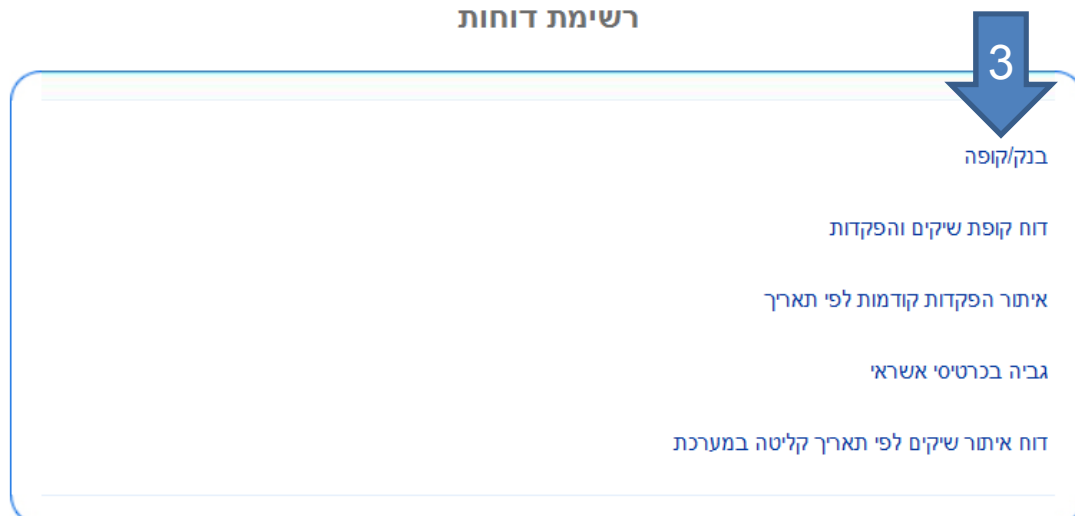 רשימת דוחות
3
בנק/קופה
דוח קופת שיקים והפקדות
איתור הפקדות קודמות לפי תאריך
גביה בכרטיסי אשראי
דוח איתור שיקים לפי תאריך קליטה במערכת